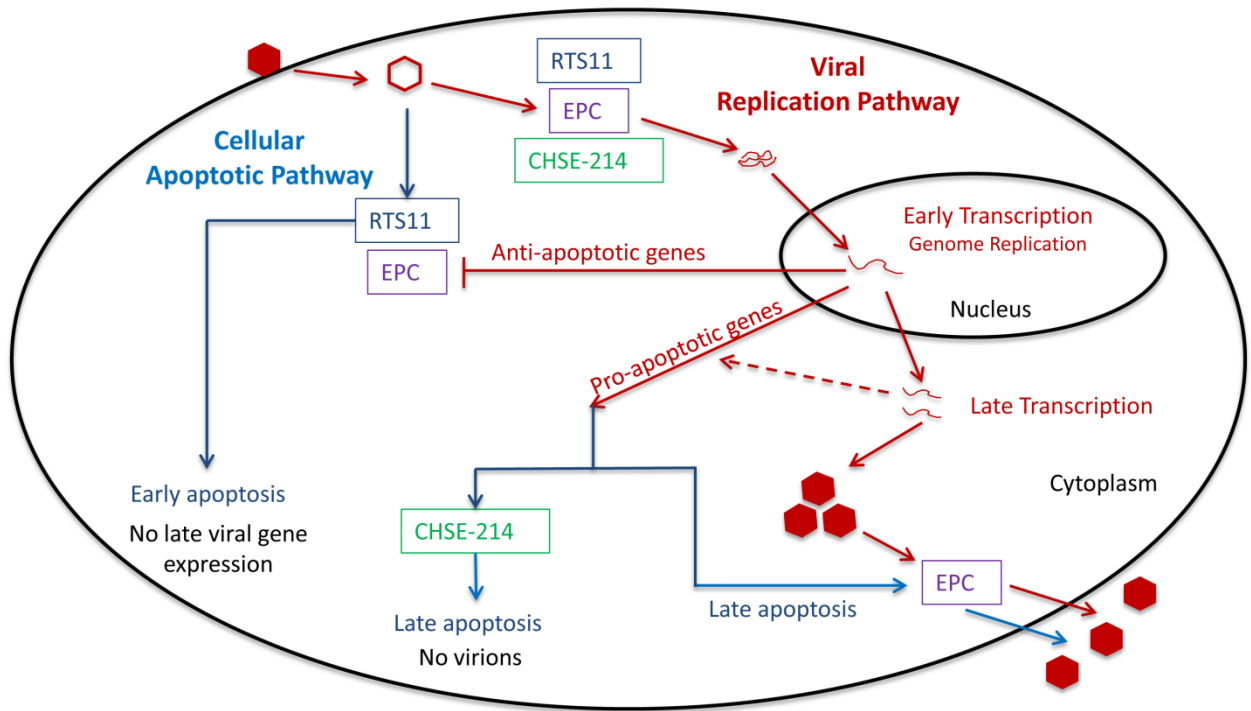 RTS11
EPC
CHSE-214
Viral
Replication Pathway
Cellular
Apoptotic Pathway
RTS11
EPC
Anti-apoptotic genes
Early Transcription
Genome Replication
Nucleus
Pro-apoptotic genes
Late Transcription
Cytoplasm
Early apoptosis
No late viral gene
expression
CHSE-214
Late apoptosis
No virions
Late apoptosis
EPC